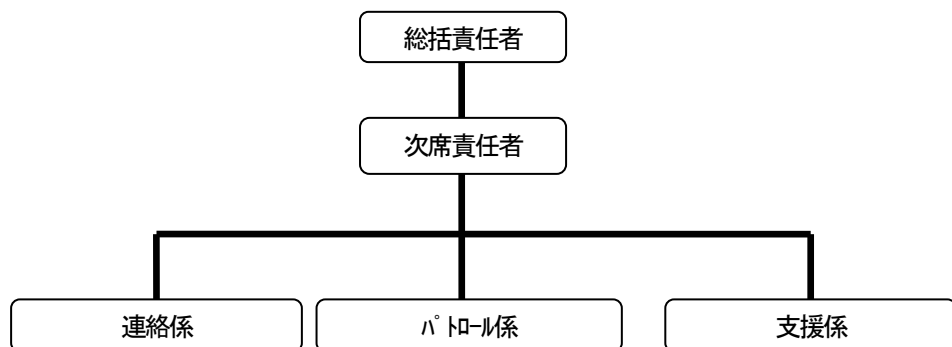 総括責任者
次席責任者
連絡係
ﾊﾟﾄﾛｰﾙ係
支援係